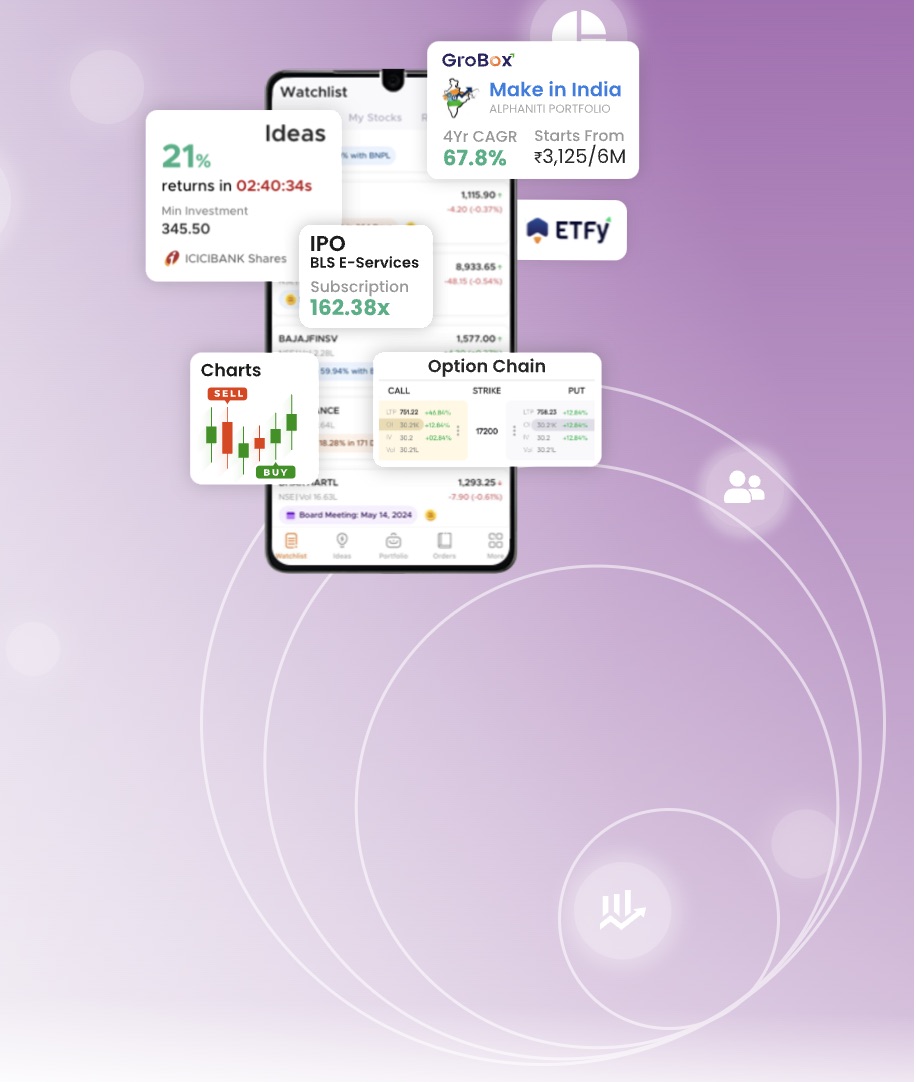 GroBox
Make in India
ALPHANITI PORTFOLIO
4Yr CAGR
Starts From
67.8%
₹3,125/6M
Watchlist
My Stocks
Ideas
21%
returns in 02:40:34s
Min Investment
345.50
ICICIBANK Shares
% with BNPL
1,115.90
-4.20 (-0.37%)
ETFy
IPO
BLS E-Services
Subscription
162.38x
8,933.65
-48.15 (-0.54%)
BAJAJFINSV
1,577.00
2.28L
59.94% with
Charts
SELL
BUY
Option Chain
CALL
STRIKE
PUT
LTP 751.22 +46.84%
OI 30.21K +12.84%
IV 30.2 +02.84%
Vol 30.21L
17200
LTP 758.23 +12.84%
OI 30.21K +12.84%
IV 30.2 +12.84%
Vol 30.21L
NCE
.64L
18.28% in 171
ARTL
1,293.25
NSE Vol 16.63L
-7.90 (-0.61%)
Board Meeting: May 14, 2024
Watchlist
Ideas
Portfolio
Orders
More